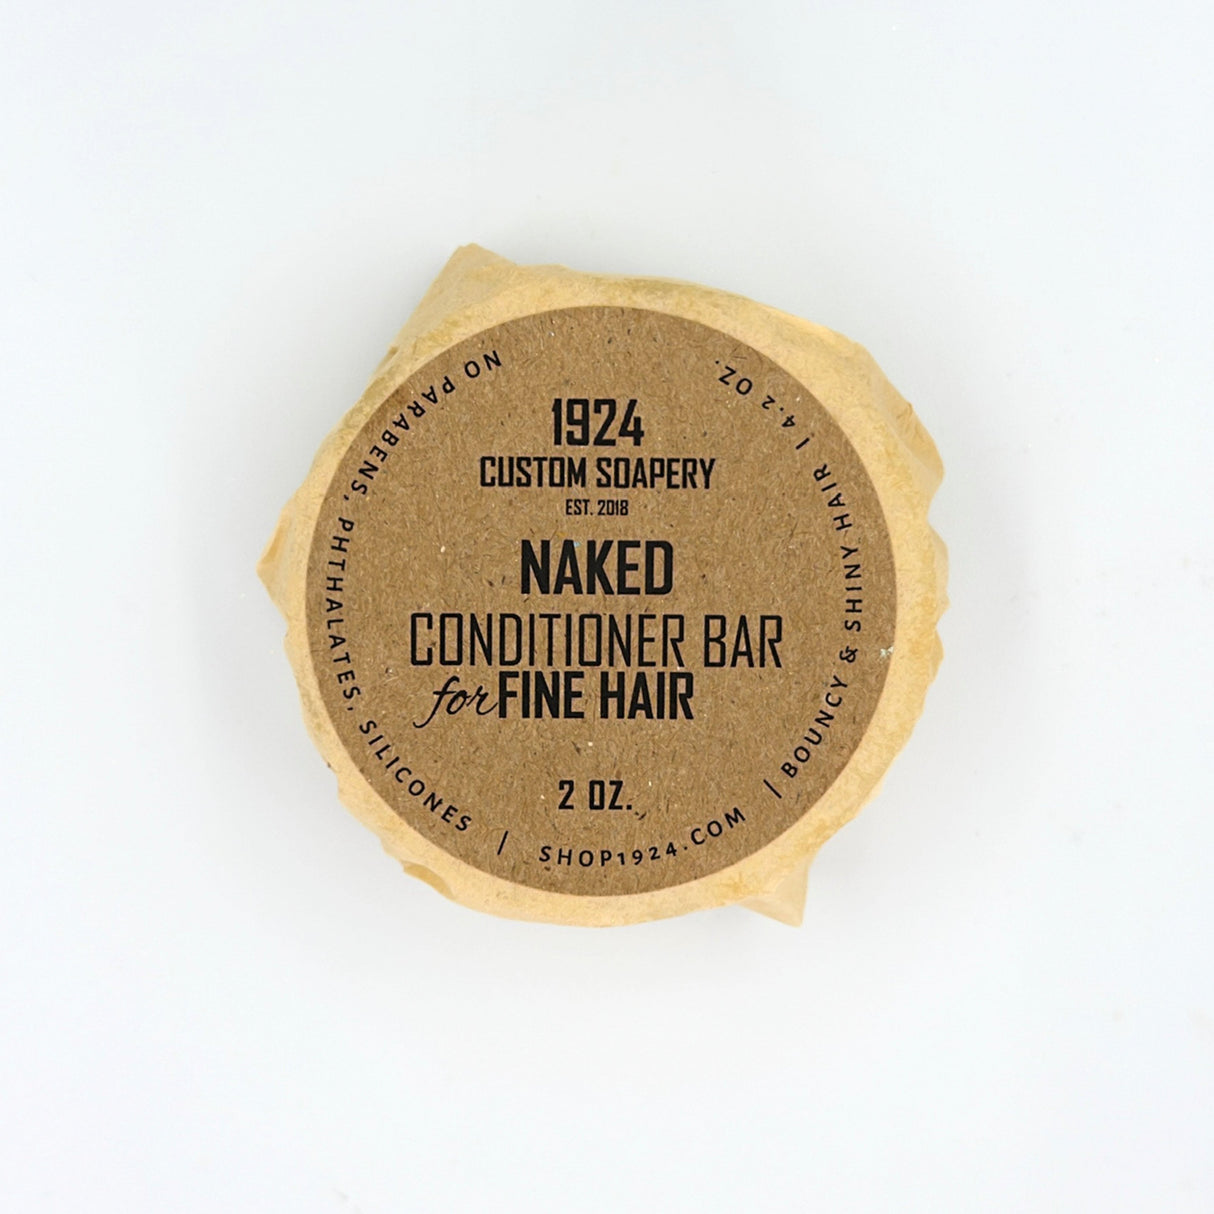 1924
CUSTOM SOAPERY
EST. 2018
NAKED
CONDITIONER BAR
for FINE HAIR
2 OZ.
NO PARABENS, PHTHALATES, SILICONES | SHOP1924.COM | BOUNCY & SHINY HAIR | 4.2 OZ.